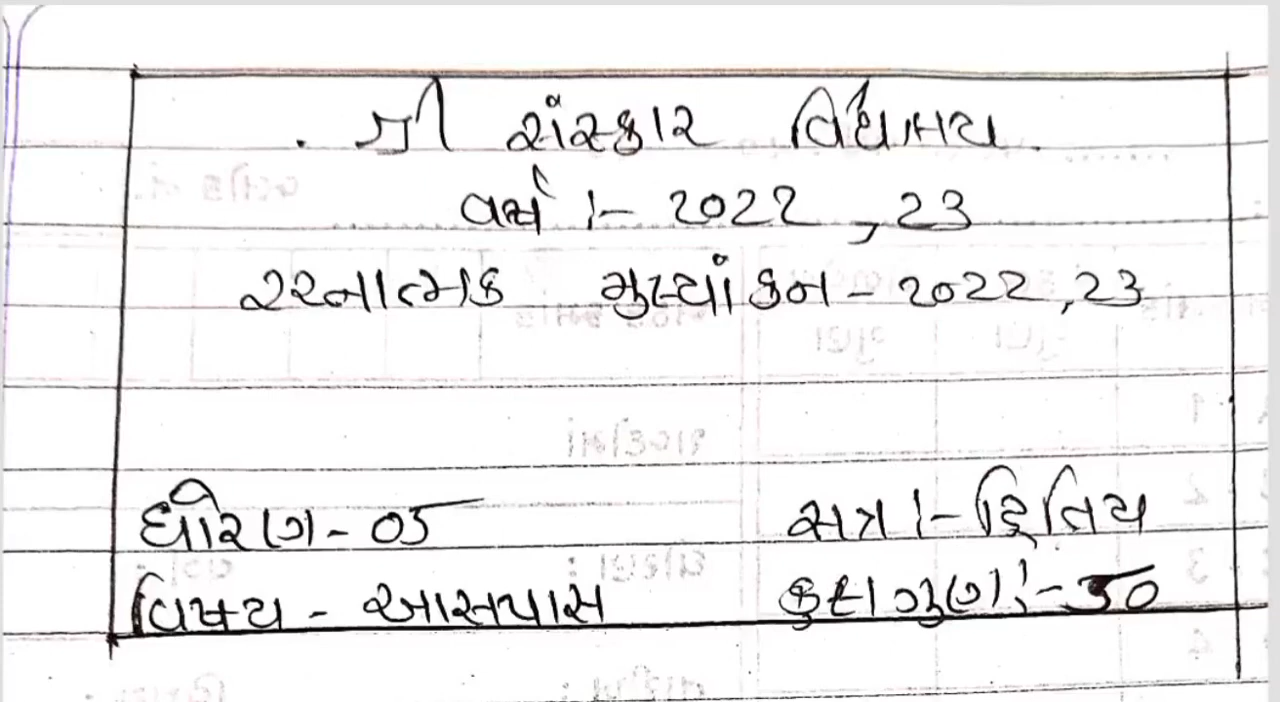 શ્રી સંસ્કાર વિદ્યાલય
વર્ષ :- 2022, 23
રચનાત્મક મુલ્યાંકન - 2022, 23
ધોરણ - 05 સત્ર :- દ્વિતિય
વિષય - આસપાસ કુલ ગુણ :- 50